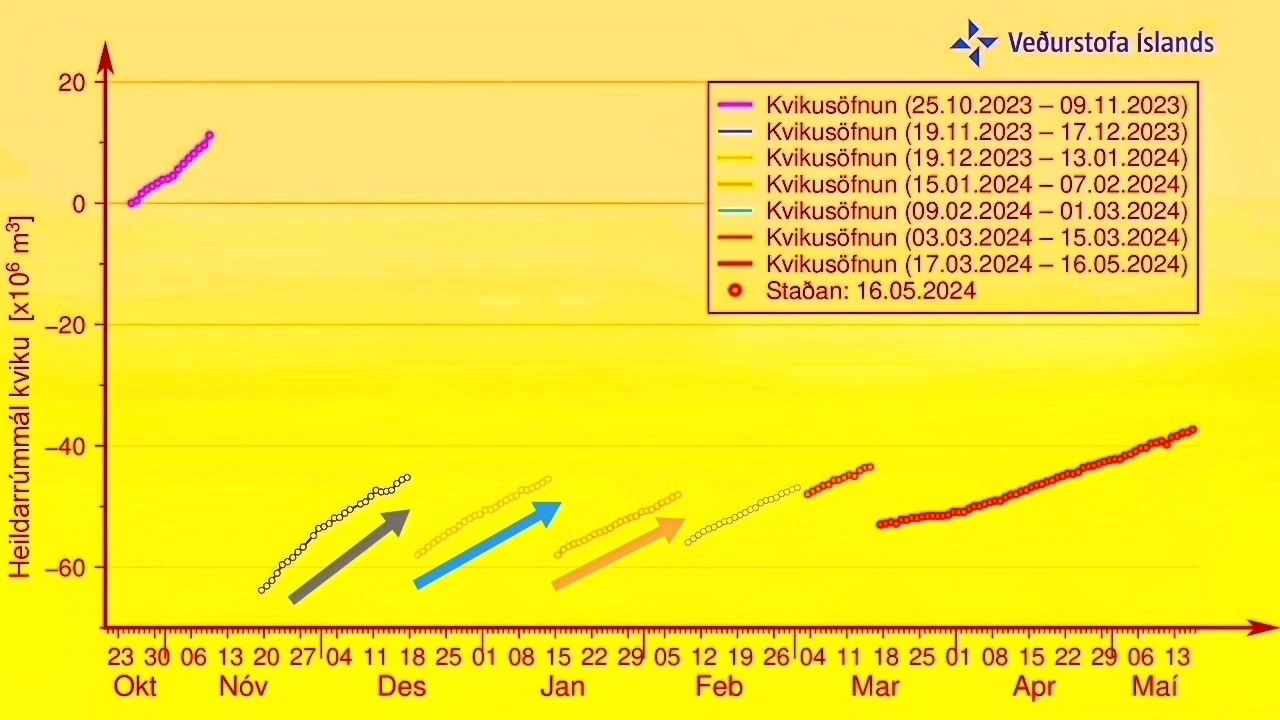 Veðurstofa Íslands
Kvikusöfnun (25.10.2023 – 09.11.2023)
Kvikusöfnun (19.11.2023 – 17.12.2023)
Kvikusöfnun (19.12.2023 – 13.01.2024)
Kvikusöfnun (15.01.2024 – 07.02.2024)
Kvikusöfnun (09.02.2024 – 01.03.2024)
Kvikusöfnun (03.03.2024 – 15.03.2024)
Kvikusöfnun (17.03.2024 – 16.05.2024)
Staðan: 16.05.2024
Heildarrúmmál kviku [x10⁶ m³]
20
0
−20
−40
−60
23 30 06 13 20 27 04 11 18 25 01 08 15 22 29 05 12 19 26 04 11 18 25 01 08 15 22 29 06 13
Okt Nóv Des Jan Feb Mar Apr Maí